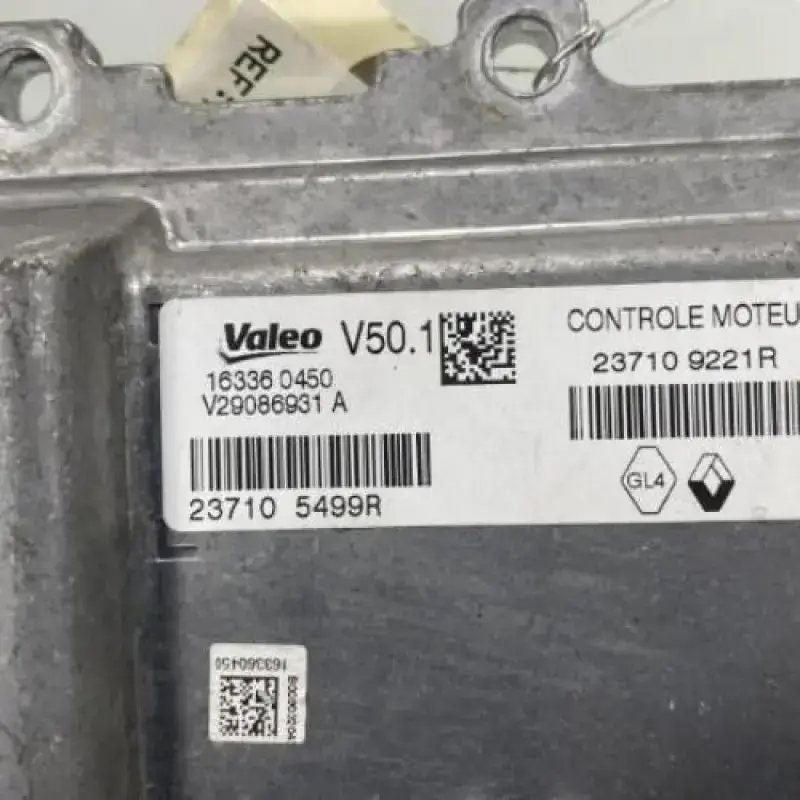 REF:
Valeo V50.1
16336 0450
V29086931 A
23710 5499R
CONTROLE MOTEU
23710 9221R
GL4
163360450